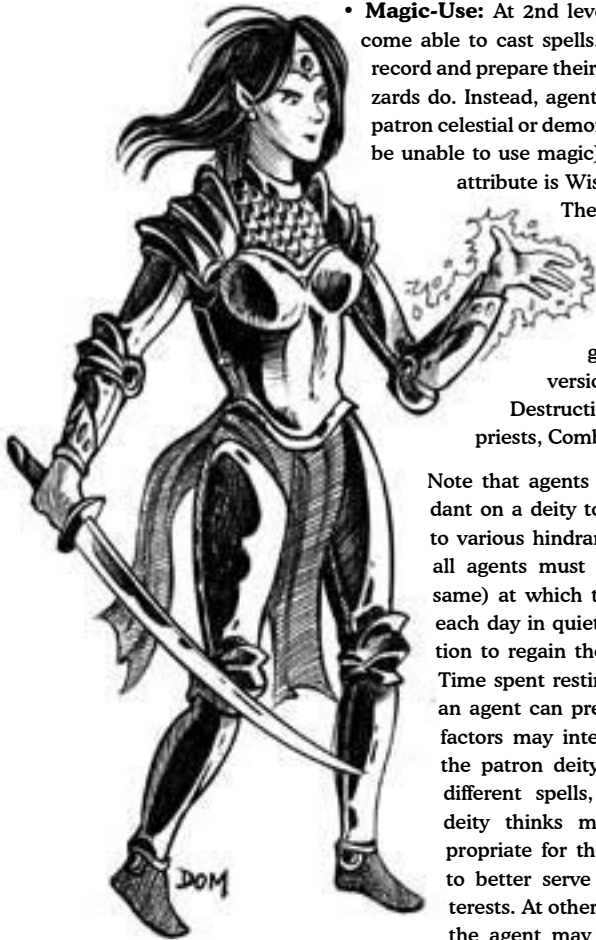 • Magic-Use: At 2nd leve
come able to cast spells.
record and prepare their
zards do. Instead, agent
patron celestial or demon
be unable to use magic)
attribute is Wis
The
g
versio
Destructi
priests, Comb
Note that agents
dant on a deity to
to various hindran
all agents must
same) at which t
each day in quiet
tion to regain the
Time spent restin
an agent can pre
factors may inte
the patron deity
different spells,
deity thinks m
propriate for th
to better serve
terests. At other
the agent may
DOM